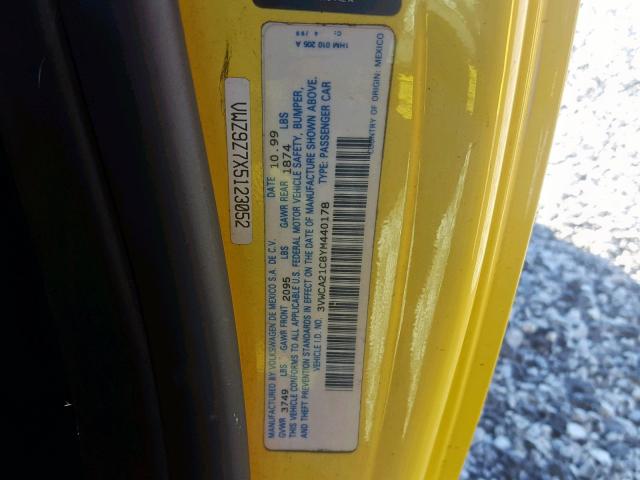 MANUFACTURED BY VOLKSWAGEN DE MEXICO S.A. DE C.V. DATE 10.99
GVWR 3749 LBS GAWR FRONT 2095 LBS GAWR REAR 1874 LBS
THIS VEHICLE CONFORMS TO ALL APPLICABLE U.S. FEDERAL MOTOR VEHICLE SAFETY, BUMPER,
AND THEFT PREVENTION STANDARDS IN EFFECT ON THE DATE OF MANUFACTURE SHOWN ABOVE.
VEHICLE I.D. NO: 3VWCA21C8YM440178 TYPE: PASSENGER CAR
COUNTRY OF ORIGIN: MEXICO
1HM 010 205 A
VWZ9Z7X5123052